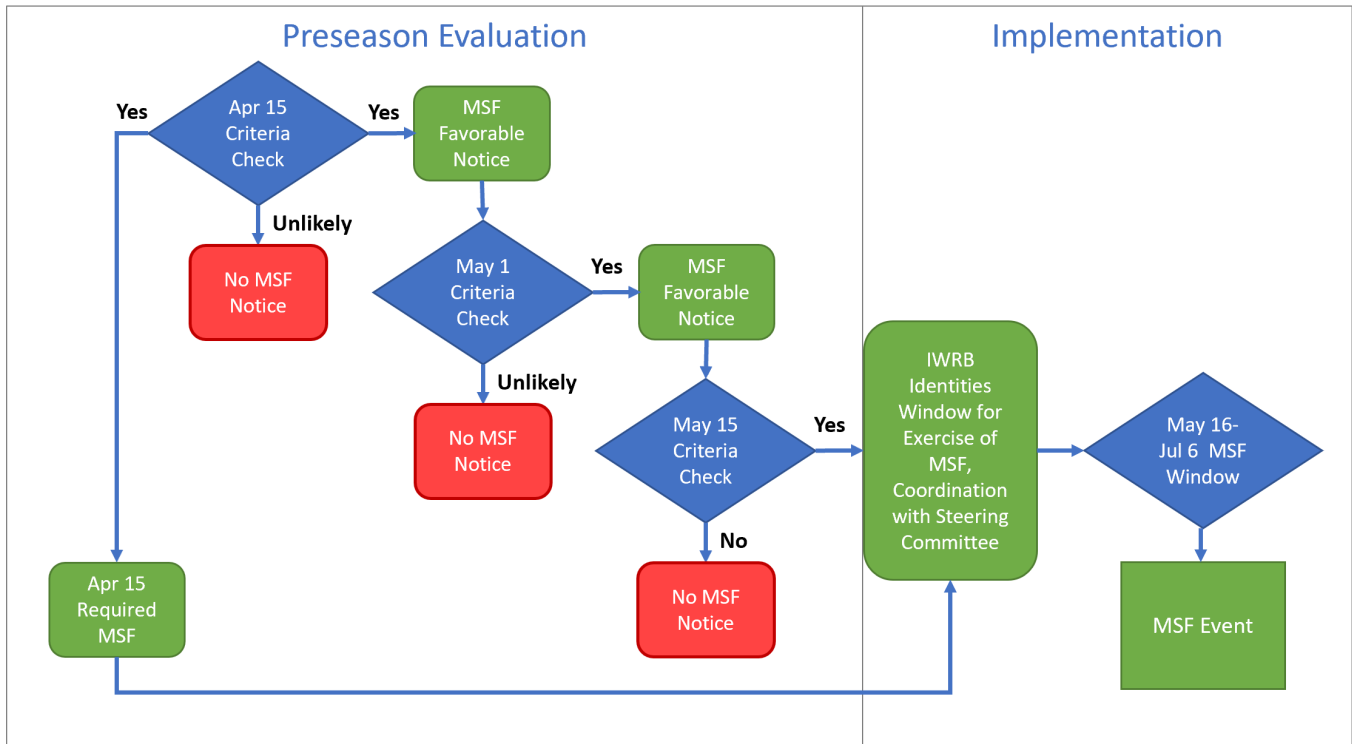 Preseason Evaluation
Implementation
Yes
Apr 15
Criteria
Check
Yes
MSF
Favorable
Notice
Unlikely
No MSF
Notice
May 1
Criteria
Check
Yes
MSF
Favorable
Notice
Unlikely
No MSF
Notice
May 15
Criteria
Check
Yes
No
No MSF
Notice
Apr 15
Required
MSF
IWRB
Identities
Window for
Exercise of
MSF,
Coordination
with Steering
Committee
May 16-
Jul 6 MSF
Window
MSF Event